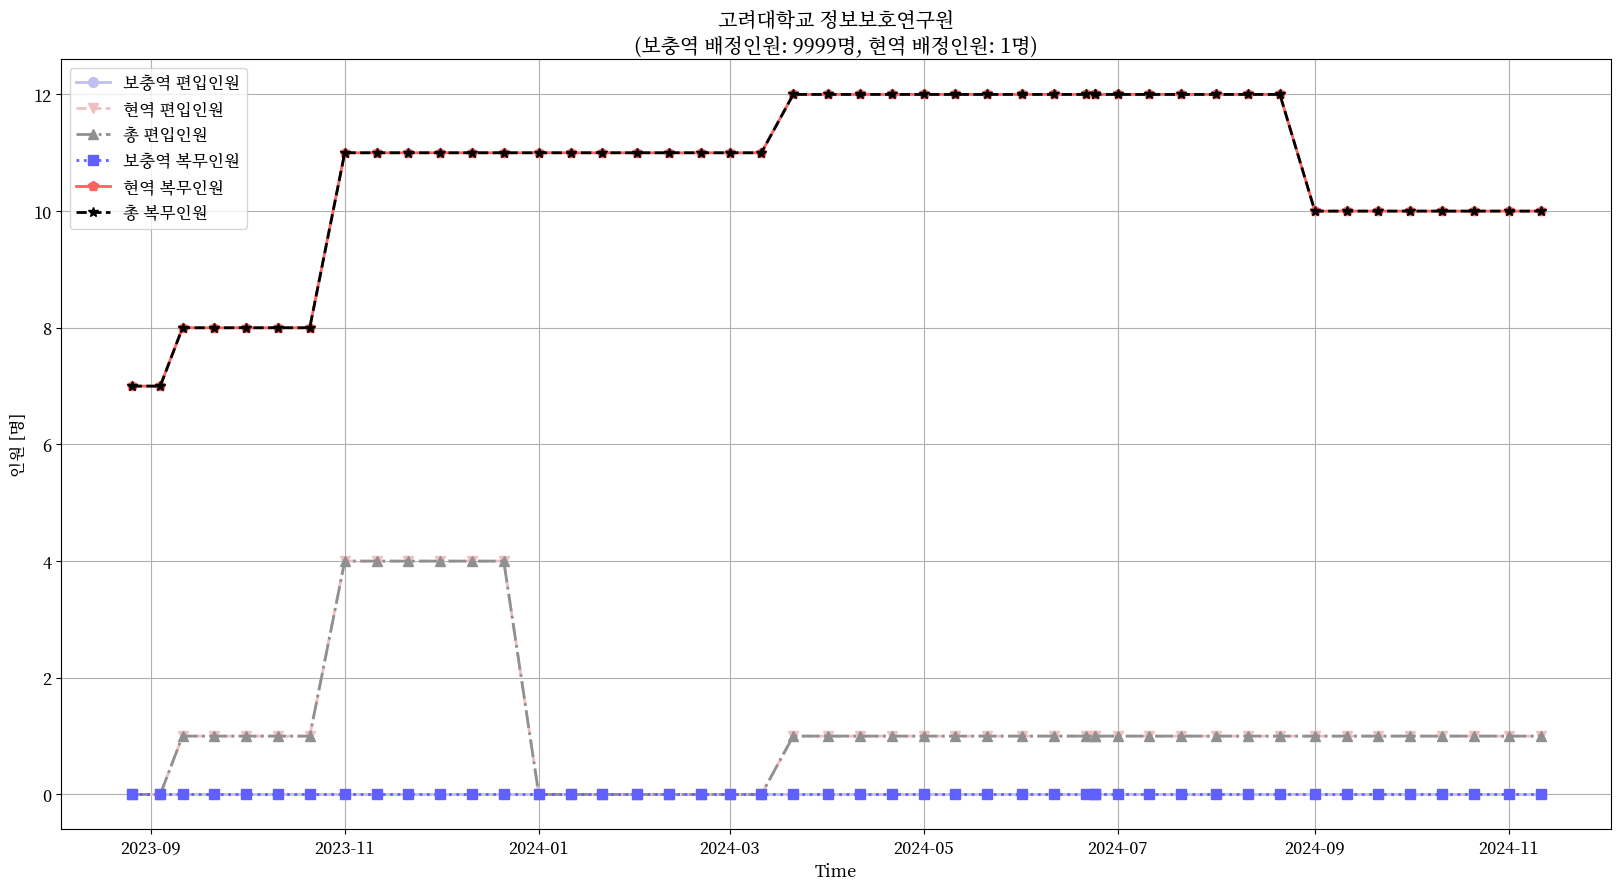 고려대학교 정보보호연구원
(보충역 배정인원: 9999명, 현역 배정인원: 1명)
보충역 편입인원
현역 편입인원
총 편입인원
보충역 복무인원
현역 복무인원
총 복무인원
인원 [명]
12
10
8
6
4
2
0
2023-09
2023-11
2024-01
2024-03
2024-05
2024-07
2024-09
2024-11
Time